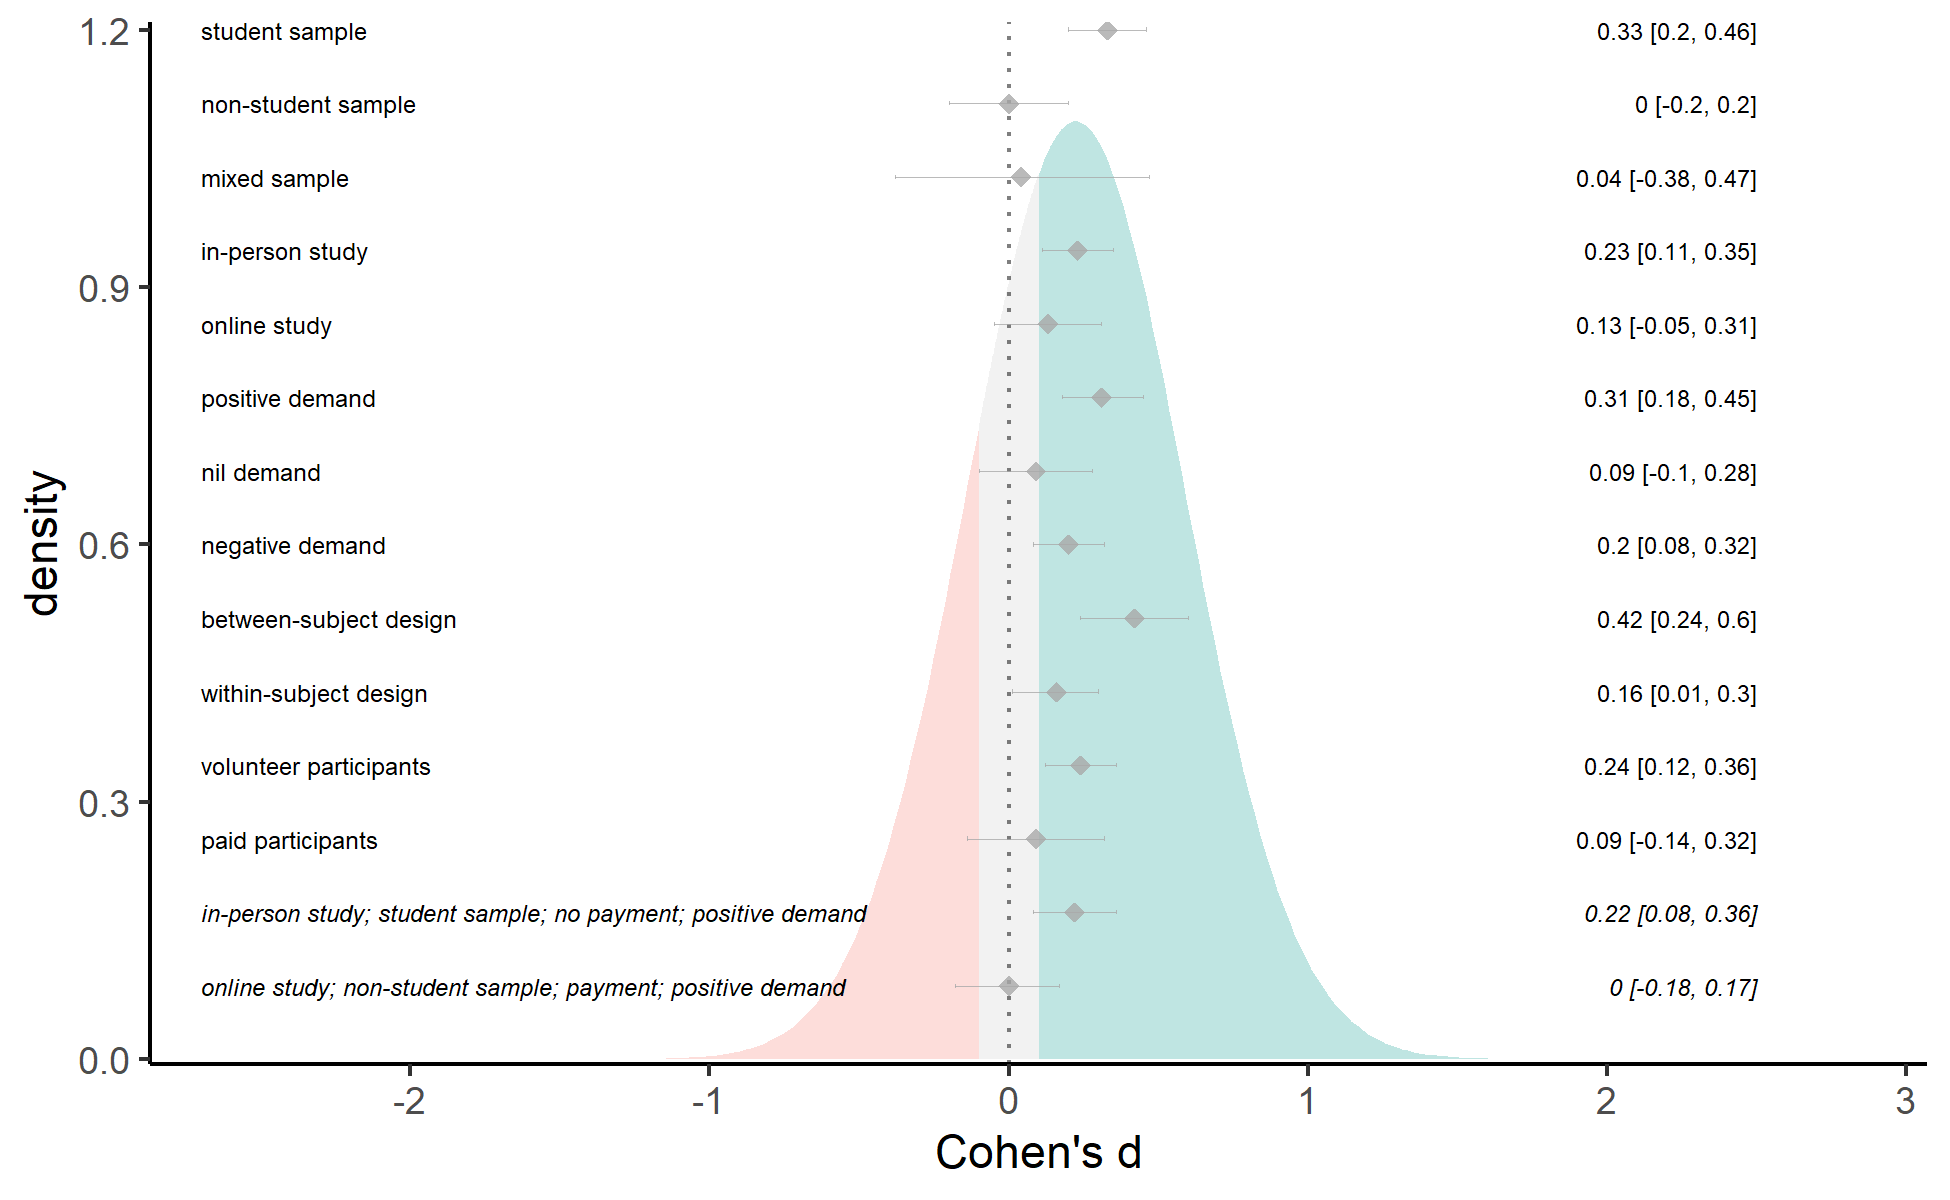 1.2
student sample 0.33 [0.2, 0.46]
non-student sample 0 [-0.2, 0.2]
mixed sample 0.04 [-0.38, 0.47]
in-person study 0.23 [0.11, 0.35]
0.9
online study 0.13 [-0.05, 0.31]
positive demand 0.31 [0.18, 0.45]
nil demand 0.09 [-0.1, 0.28]
density
0.6
negative demand 0.2 [0.08, 0.32]
between-subject design 0.42 [0.24, 0.6]
within-subject design 0.16 [0.01, 0.3]
volunteer participants 0.24 [0.12, 0.36]
0.3
paid participants 0.09 [-0.14, 0.32]
in-person study; student sample; no payment; positive demand 0.22 [0.08, 0.36]
online study; non-student sample; payment; positive demand 0 [-0.18, 0.17]
0.0
-2 -1 0 1 2 3
Cohen's d